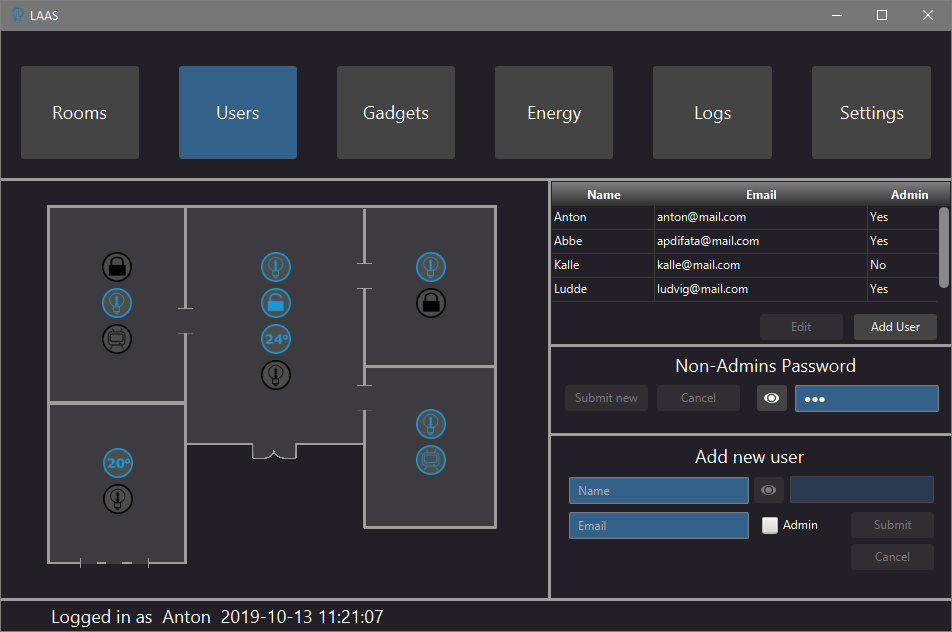 LAAS
Rooms Users Gadgets Energy Logs Settings
Name Email Admin
Anton anton@mail.com Yes
Abbe apdifata@mail.com Yes
Kalle kalle@mail.com No
Ludde ludvig@mail.com Yes
Edit Add User
24°
20°
Non-Admins Password
Submit new Cancel
Add new user
Name
Email Admin Submit
Cancel
Logged in as Anton 2019-10-13 11:21:07